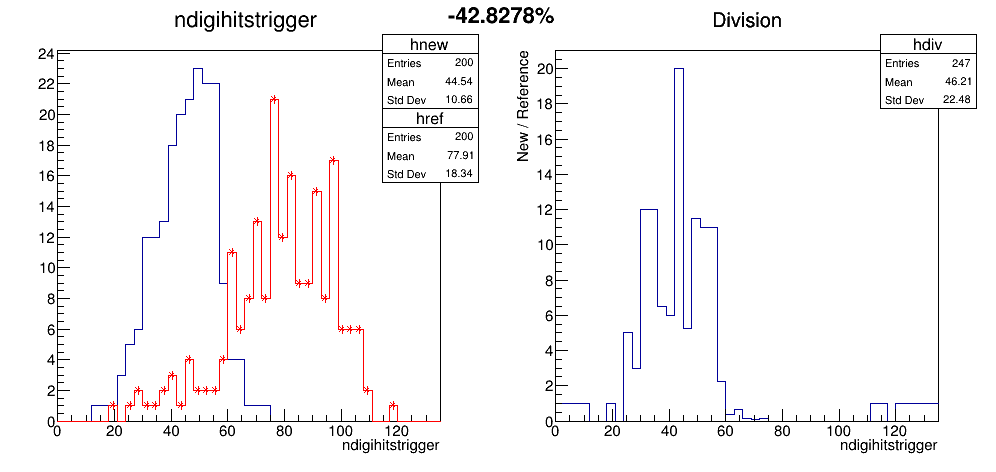 -42.8278%
ndigihitstrigger
hnew
Entries 200
Mean 44.54
Std Dev 10.66
href
Entries 200
Mean 77.91
Std Dev 18.34
24
22
20
18
16
14
12
10
8
6
4
2
0
0 20 40 60 80 100 120
ndigihitstrigger
Division
hdiv
Entries 247
Mean 46.21
Std Dev 22.48
New / Reference
20
18
16
14
12
10
8
6
4
2
0
0 20 40 60 80 100 120
ndigihitstrigger